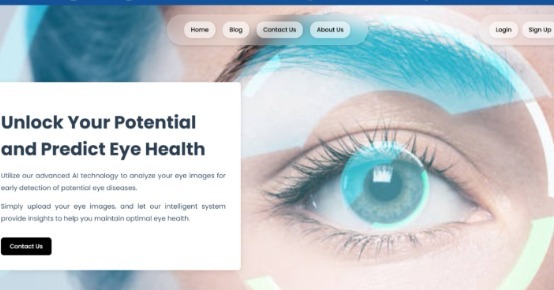 Home Blog Contact Us About Us Login Sign Up
Unlock Your Potential
and Predict Eye Health
Utilize our advanced AI technology to analyze your eye images for
early detection of potential eye diseases.
Simply upload your eye images, and let our intelligent system
provide insights to help you maintain optimal eye health.
Contact Us